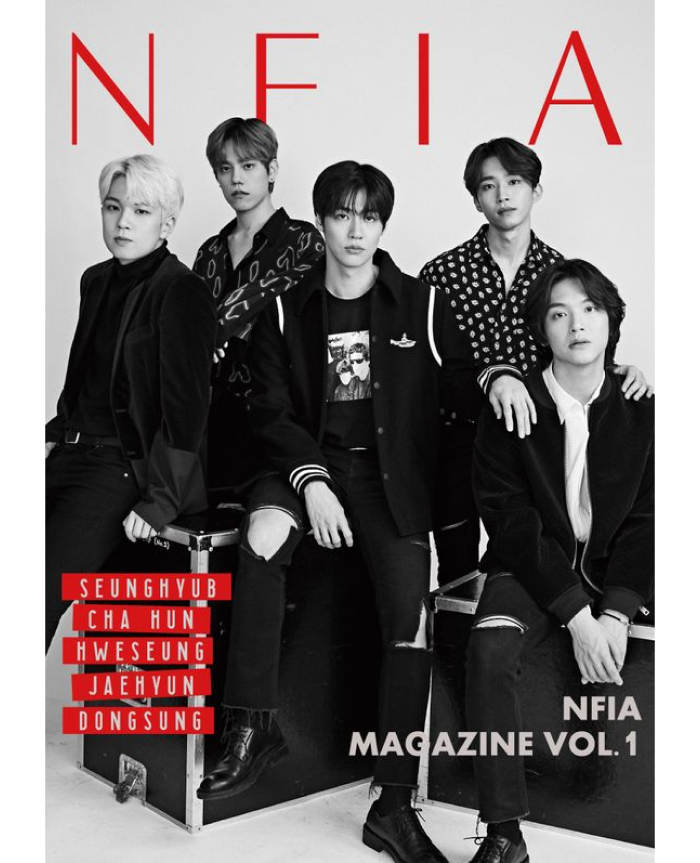 NFIA
SEUNGHYUB
CHA HUN
HWESEUNG
JAEHYUN
DONGSUNG
NFIA
MAGAZINE VOL.1